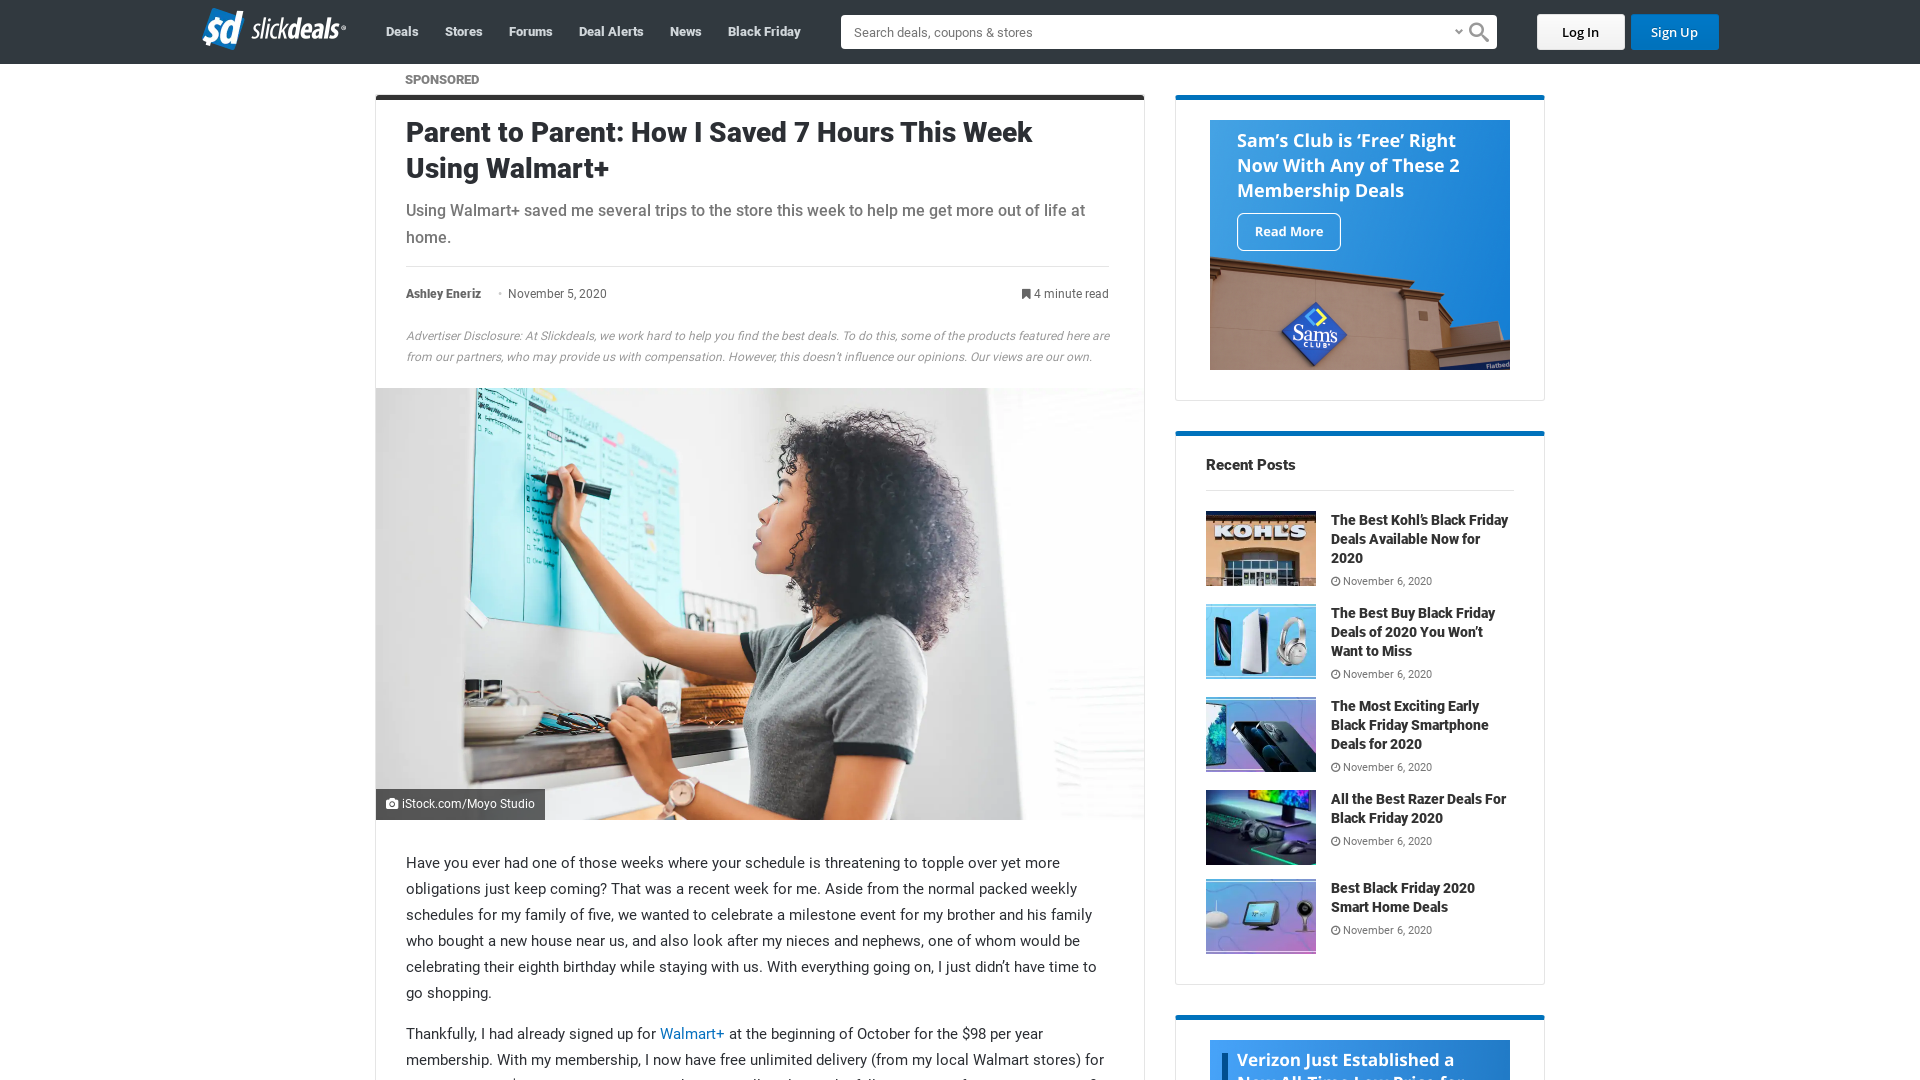 sd slickdeals
Deals
Stores
Forums
Deal Alerts
News
Black Friday
Search deals, coupons & stores
Log In
Sign Up
SPONSORED
Parent to Parent: How I Saved 7 Hours This Week
Using Walmart+
Using Walmart+ saved me several trips to the store this week to help me get more out of life at
home.
Ashley Eneriz • November 5, 2020
4 minute read
Advertiser Disclosure: At Slickdeals, we work hard to help you find the best deals. To do this, some of the products featured here are
from our partners, who may provide us with compensation. However, this doesn't influence our opinions. Our views are our own.
iStock.com/Moyo Studio
Have you ever had one of those weeks where your schedule is threatening to topple over yet more
obligations just keep coming? That was a recent week for me. Aside from the normal packed weekly
schedules for my family of five, we wanted to celebrate a milestone event for my brother and his family
who bought a new house near us, and also look after my nieces and nephews, one of whom would be
celebrating their eighth birthday while staying with us. With everything going on, I just didn't have time to
go shopping.
Thankfully, I had already signed up for Walmart+ at the beginning of October for the $98 per year
membership. With my membership, I now have free unlimited delivery (from my local Walmart stores) for
Sam's Club is ‘Free’ Right
Now With Any of These 2
Membership Deals
Read More
Sam's
CLUB
Flatbed
Recent Posts
KOHL'S
The Best Kohl's Black Friday
Deals Available Now for
2020
November 6, 2020
The Best Buy Black Friday
Deals of 2020 You Won't
Want to Miss
November 6, 2020
The Most Exciting Early
Black Friday Smartphone
Deals for 2020
November 6, 2020
All the Best Razer Deals For
Black Friday 2020
November 6, 2020
Best Black Friday 2020
Smart Home Deals
November 6, 2020
Verizon Just Established a